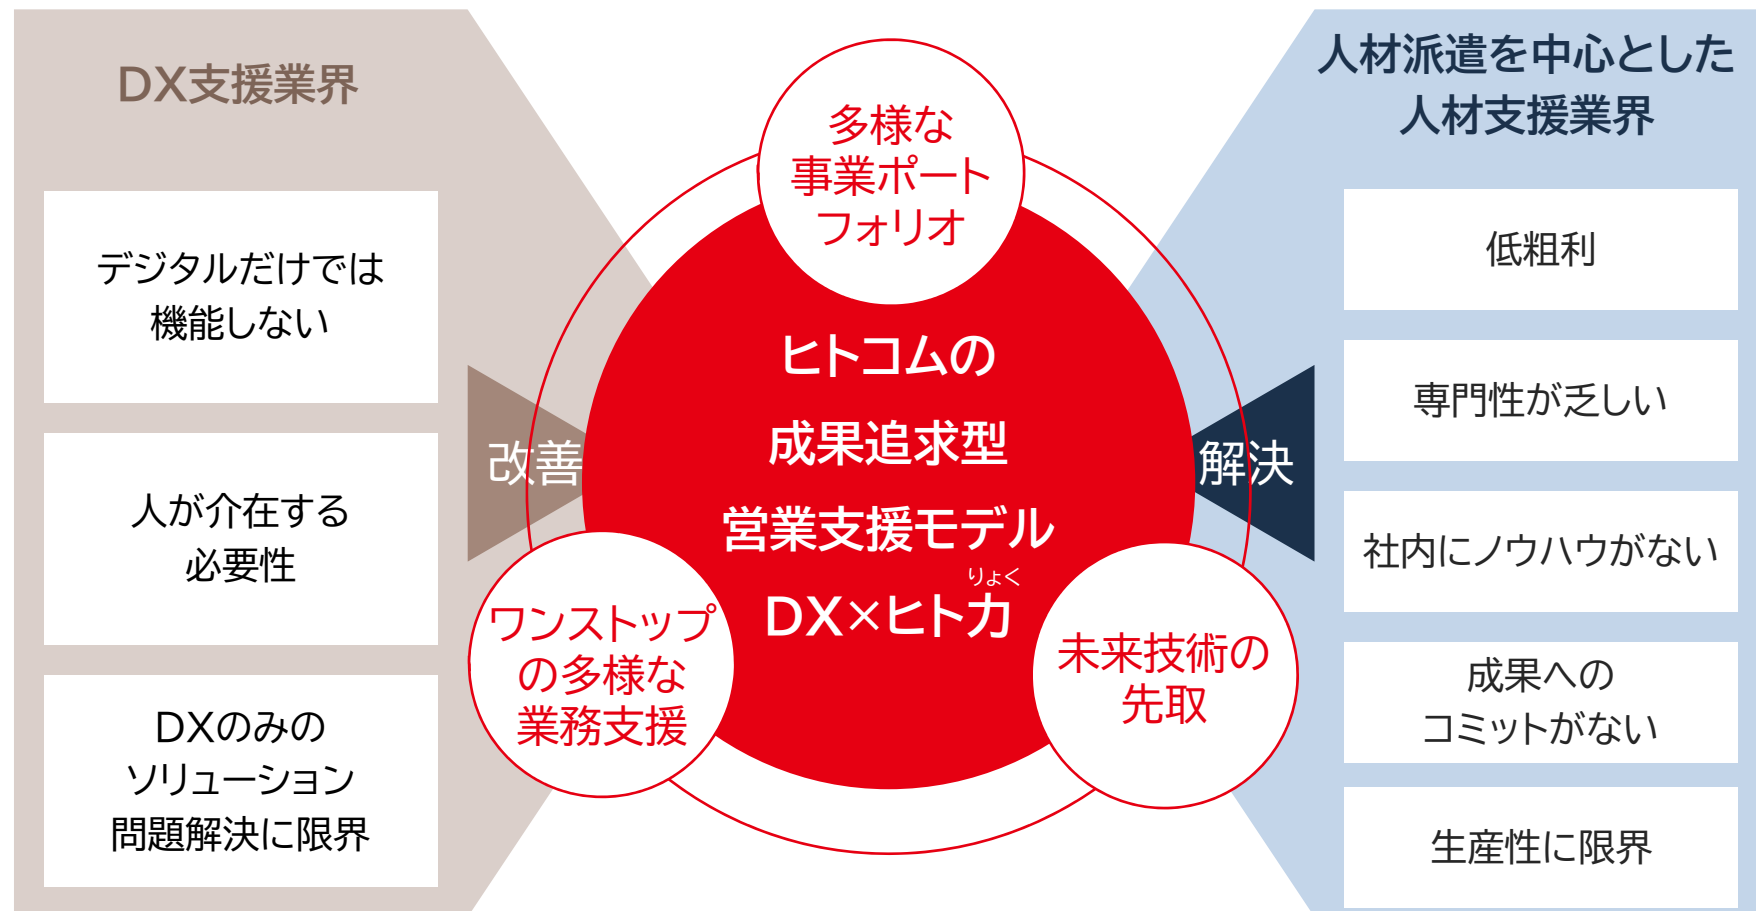 DX支援業界
デジタルだけでは
機能しない
人が介在する
必要性
DXのみの
ソリューション
問題解決に限界
改善
多様な
事業ポート
フォリオ
ヒトコムの
成果追求型
営業支援モデル
りょく
DX×ヒト力
ワンストップ
の多様な
業務支援
未来技術の
先取
解決
人材派遣を中心とした
人材支援業界
低粗利
専門性が乏しい
社内にノウハウがない
成果への
コミットがない
生産性に限界